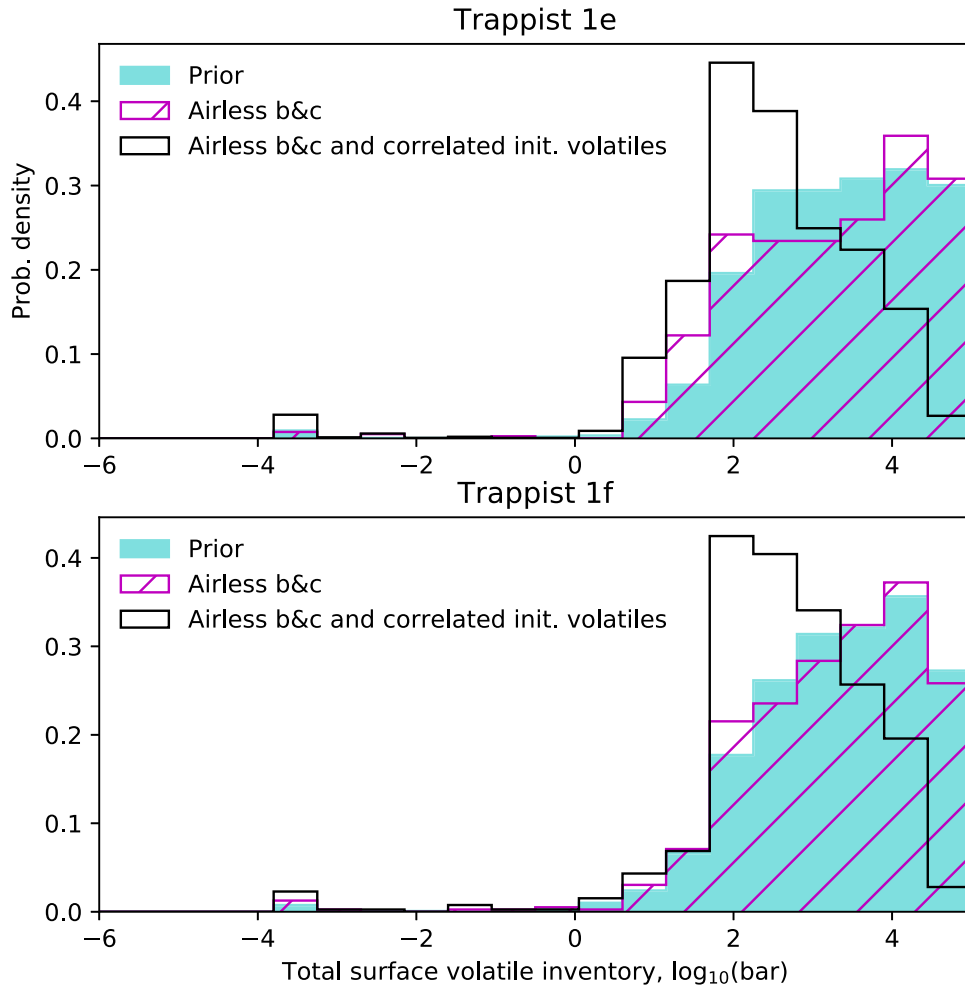 Trappist 1e
Prob. density
0.4
0.3
0.2
0.1
0.0
Prior
Airless b&c
Airless b&c and correlated init. volatiles
−6
−4
−2
0
2
4
Trappist 1f
0.4
0.3
0.2
0.1
0.0
Prior
Airless b&c
Airless b&c and correlated init. volatiles
−6
−4
−2
0
2
4
Total surface volatile inventory, log₁₀(bar)